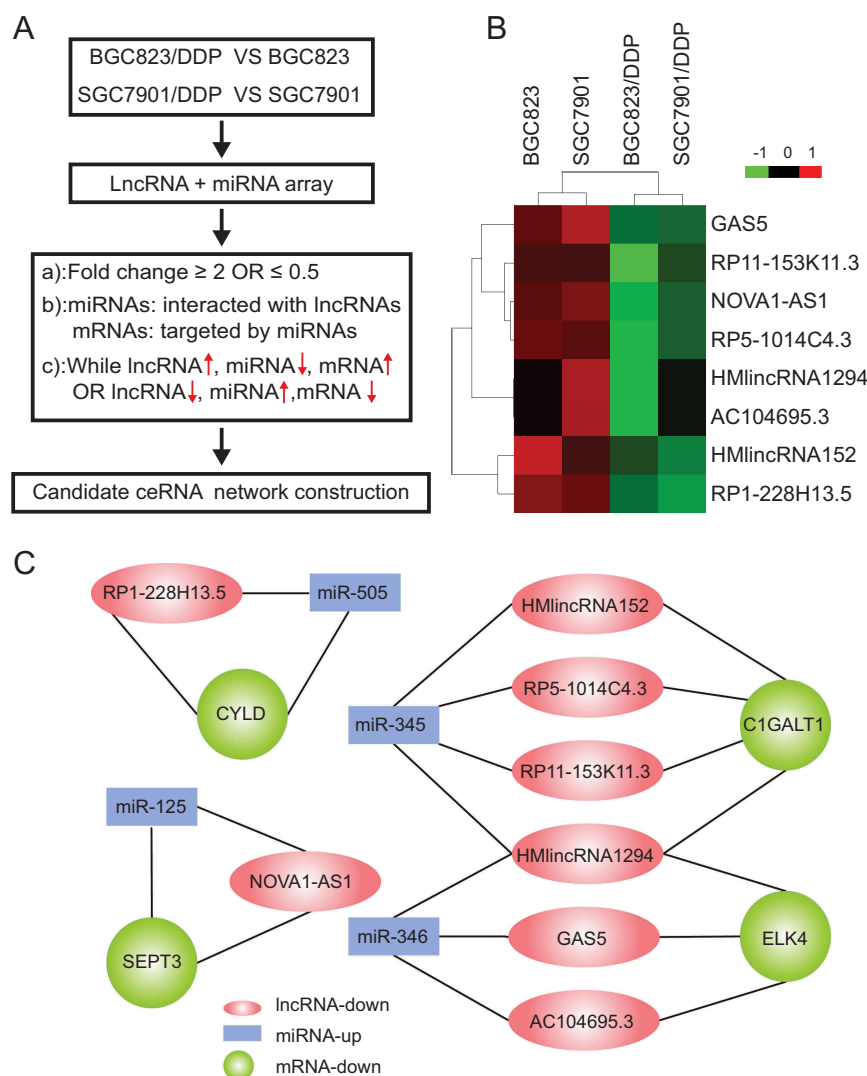 A
BGC823/DDP VS BGC823
SGC7901/DDP VS SGC7901
LncRNA + miRNA array
a):Fold change ≥ 2 OR ≤ 0.5
b):miRNAs: interacted with lncRNAs
mRNAs: targeted by miRNAs
c):While lncRNA↑, miRNA↓, mRNA↑
OR lncRNA↓, miRNA↑,mRNA ↓
Candidate ceRNA network construction
B
BGC823
SGC7901
BGC823/DDP
SGC7901/DDP
-1 0 1
GAS5
RP11-153K11.3
NOVA1-AS1
RP5-1014C4.3
HMlincRNA1294
AC104695.3
HMlincRNA152
RP1-228H13.5
C
RP1-228H13.5
miR-505
CYLD
miR-125
NOVA1-AS1
SEPT3
HMlincRNA152
RP5-1014C4.3
miR-345
C1GALT1
RP11-153K11.3
HMlincRNA1294
miR-346
GAS5
ELK4
AC104695.3
lncRNA-down
miRNA-up
mRNA-down